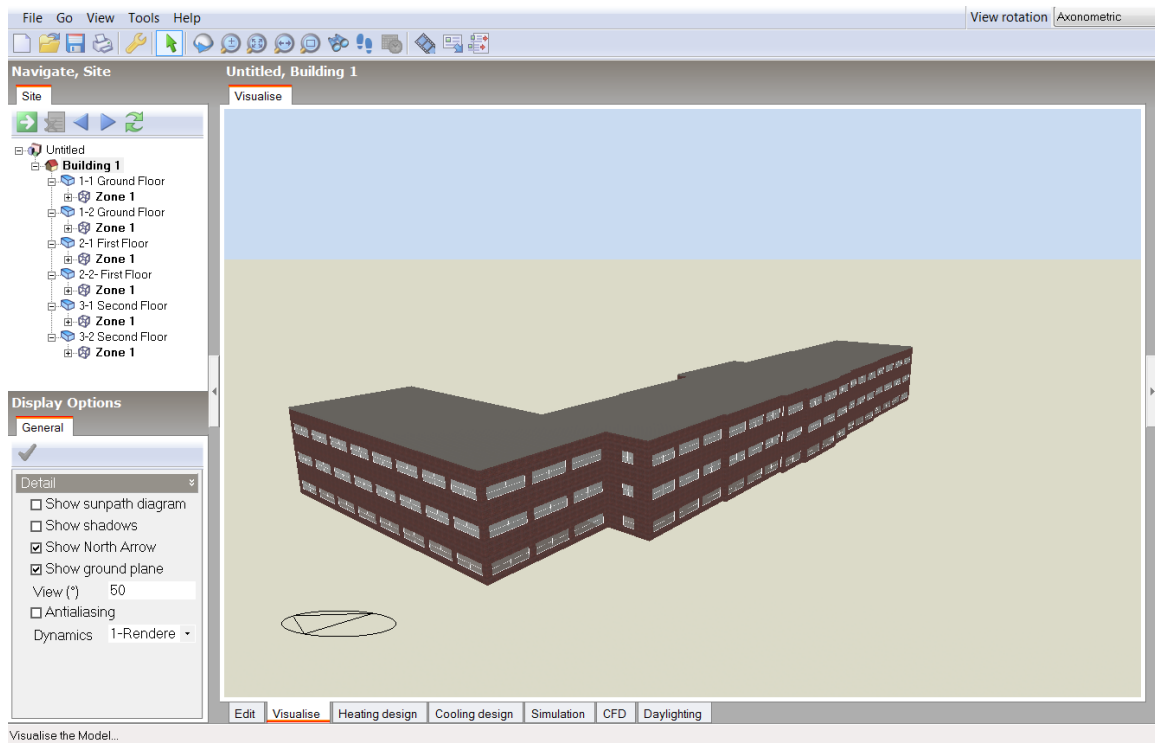 File Go View Tools Help
View rotation Axonometric
Navigate, Site
Site
Untitled
Building 1
1-1 Ground Floor
Zone 1
1-2 Ground Floor
Zone 1
2-1 First Floor
Zone 1
2-2- First Floor
Zone 1
3-1 Second Floor
Zone 1
3-2 Second Floor
Zone 1
Display Options
General
Detail
Show sunpath diagram
Show shadows
Show North Arrow
Show ground plane
View (°) 50
Antialiasing
Dynamics 1-Rendere
Untitled, Building 1
Visualise
Edit Visualise Heating design Cooling design Simulation CFD Daylighting
Visualise the Model...